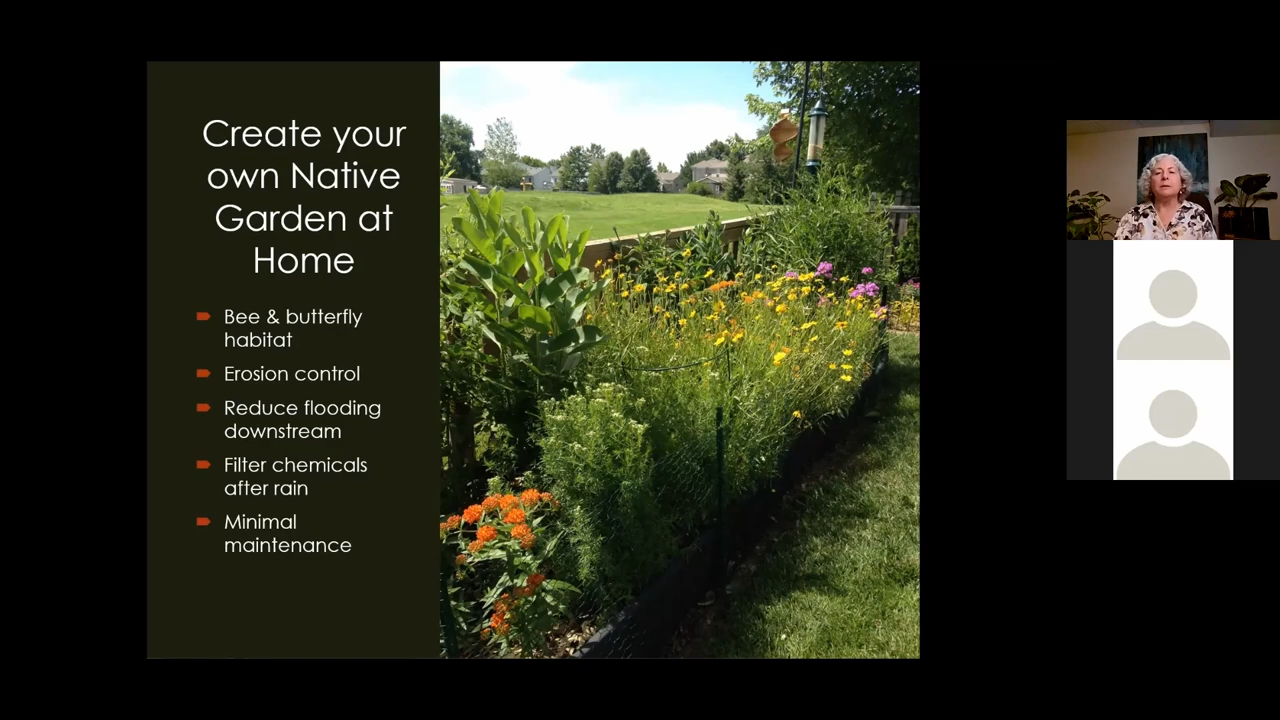 Create your
own Native
Garden at
Home
Bee & butterfly
habitat
Erosion control
Reduce flooding
downstream
Filter chemicals
after rain
Minimal
maintenance